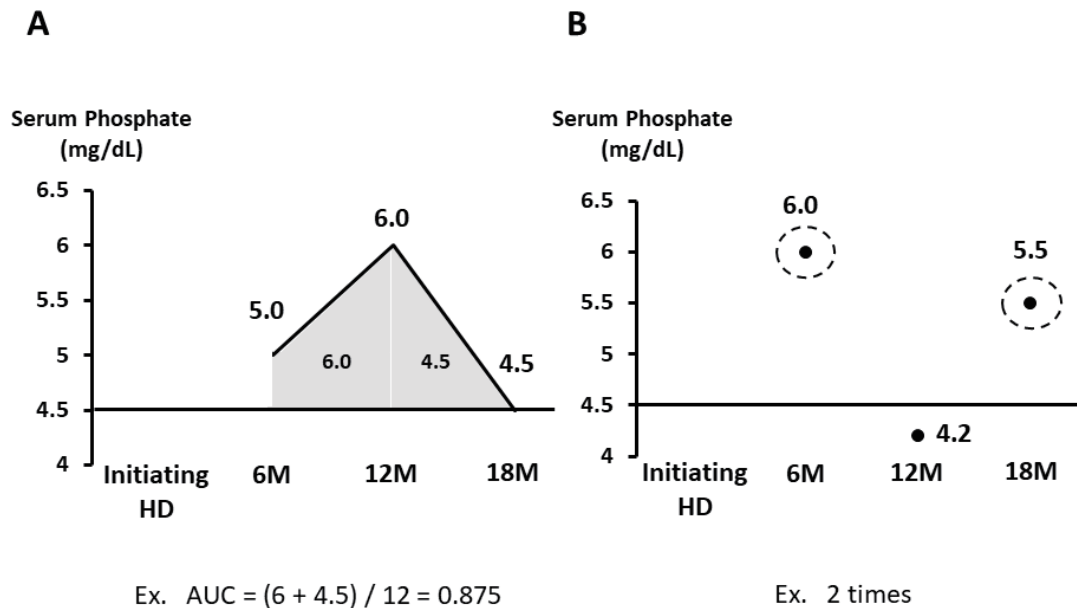 A
Serum Phosphate
(mg/dL)
6.5
6
5.5
5
4.5
4
6.0
5.0
6.0
4.5
4.5
Initiating
HD
6M
12M
18M
Ex. AUC = (6 + 4.5) / 12 = 0.875
B
Serum Phosphate
(mg/dL)
6.5
6
5.5
5
4.5
4
6.0
5.5
4.2
Initiating
HD
6M
12M
18M
Ex. 2 times